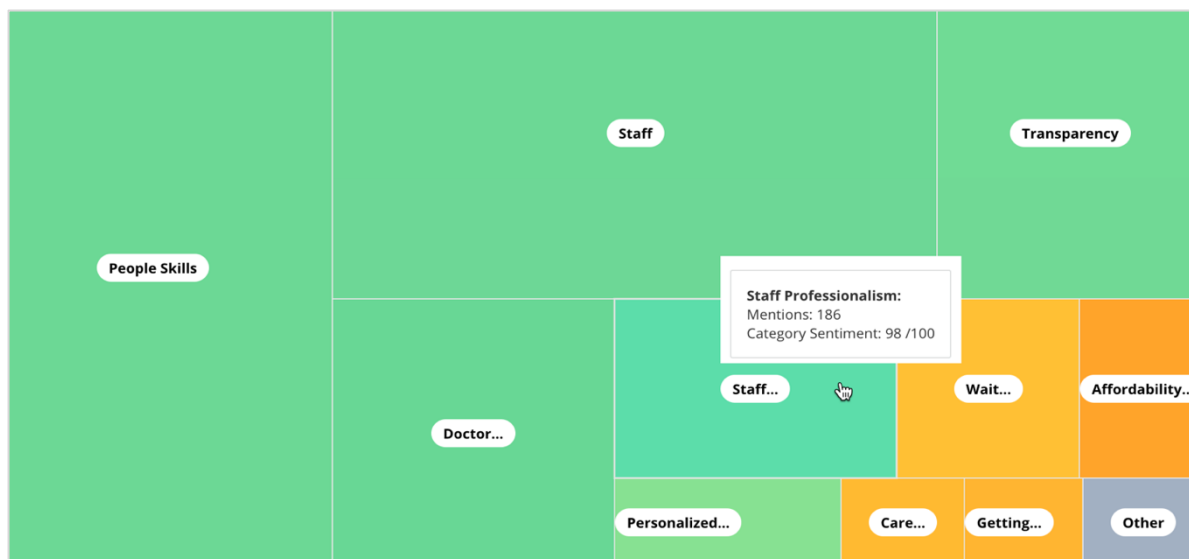 Staff
Transparency
People Skills
Staff Professionalism:
Mentions: 186
Category Sentiment: 98 /100
Staff...
Wait...
Affordability...
Doctor...
Personalized...
Care...
Getting...
Other